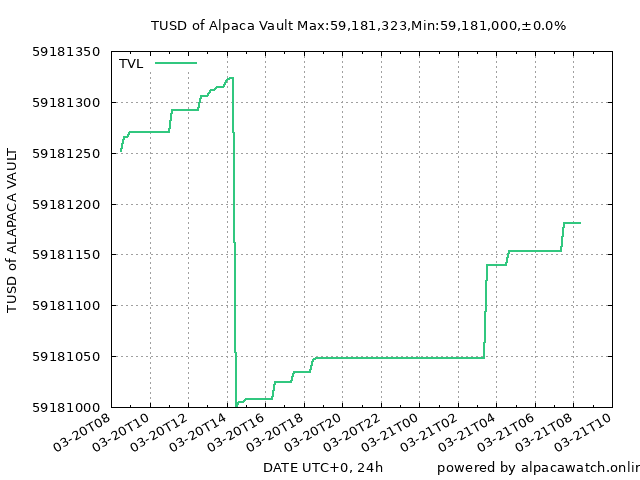 TUSD of Alpaca Vault Max:59,181,323,Min:59,181,000,±0.0%
TVL
59181350
59181300
59181250
59181200
59181150
59181100
59181050
59181000
TUSD of ALAPACA VAULT
03-20T08
03-20T10
03-20T12
03-20T14
03-20T16
03-20T18
03-20T20
03-20T22
03-21T00
03-21T02
03-21T04
03-21T06
03-21T08
03-21T10
DATE UTC+0, 24h
powered by alpacawatch.onlin